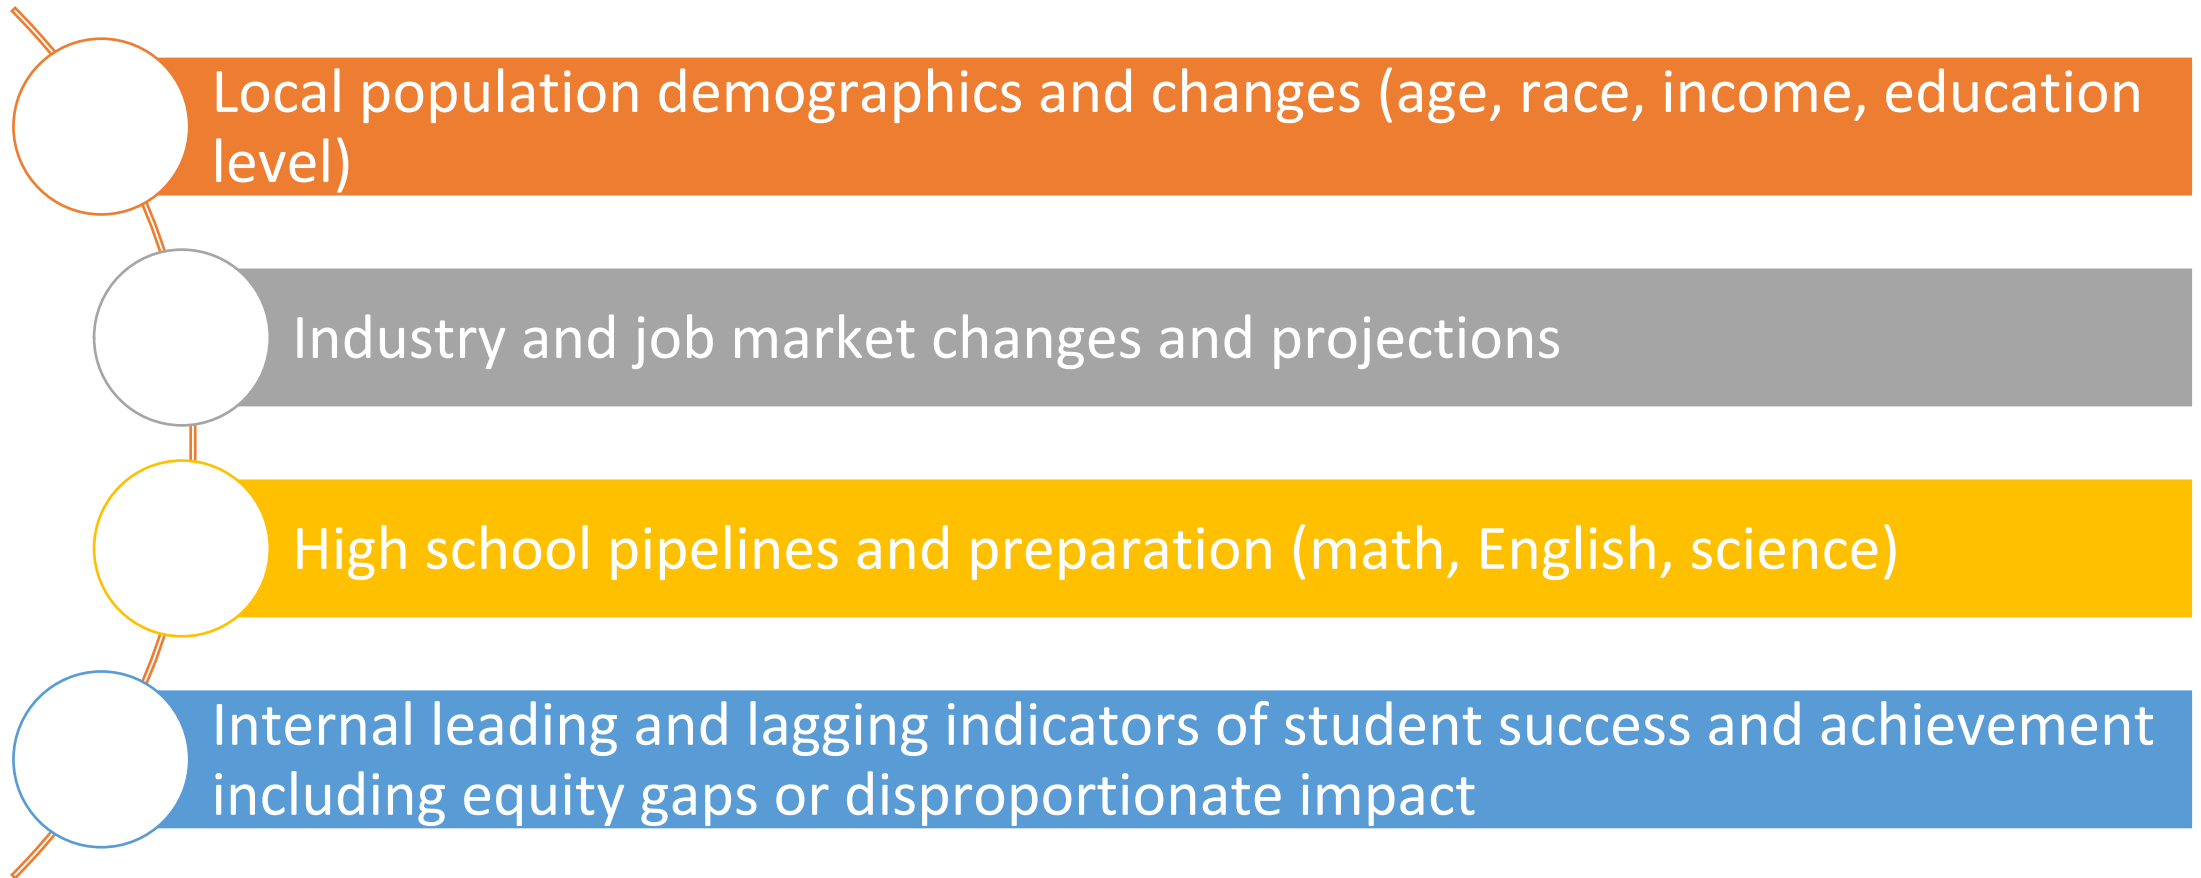 Local population demographics and changes (age, race, income, education
level)
Industry and job market changes and projections
High school pipelines and preparation (math, English, science)
Internal leading and lagging indicators of student success and achievement
including equity gaps or disproportionate impact